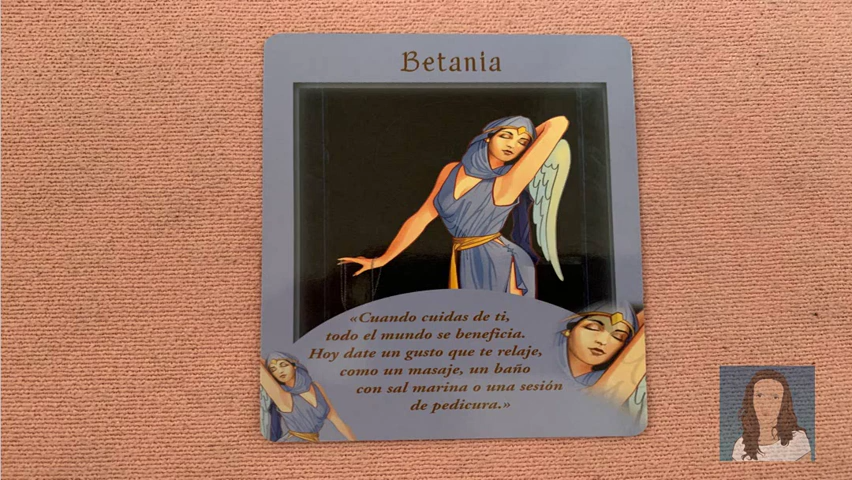 Betania
«Cuando cuidas de ti,
todo el mundo se beneficia.
Hoy date un gusto que te relaje,
como un masaje, un baño
con sal marina o una sesión
de pedicura.»